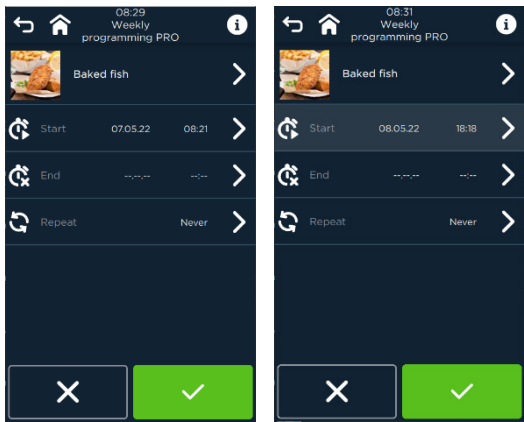 08:29
Weekly
programming PRO
Baked fish
Start 07.05.22 08:21
End --.--.-- --:--
Repeat Never
08:31
Weekly
programming PRO
Baked fish
Start 08.05.22 18:18
End --.--.-- --:--
Repeat Never